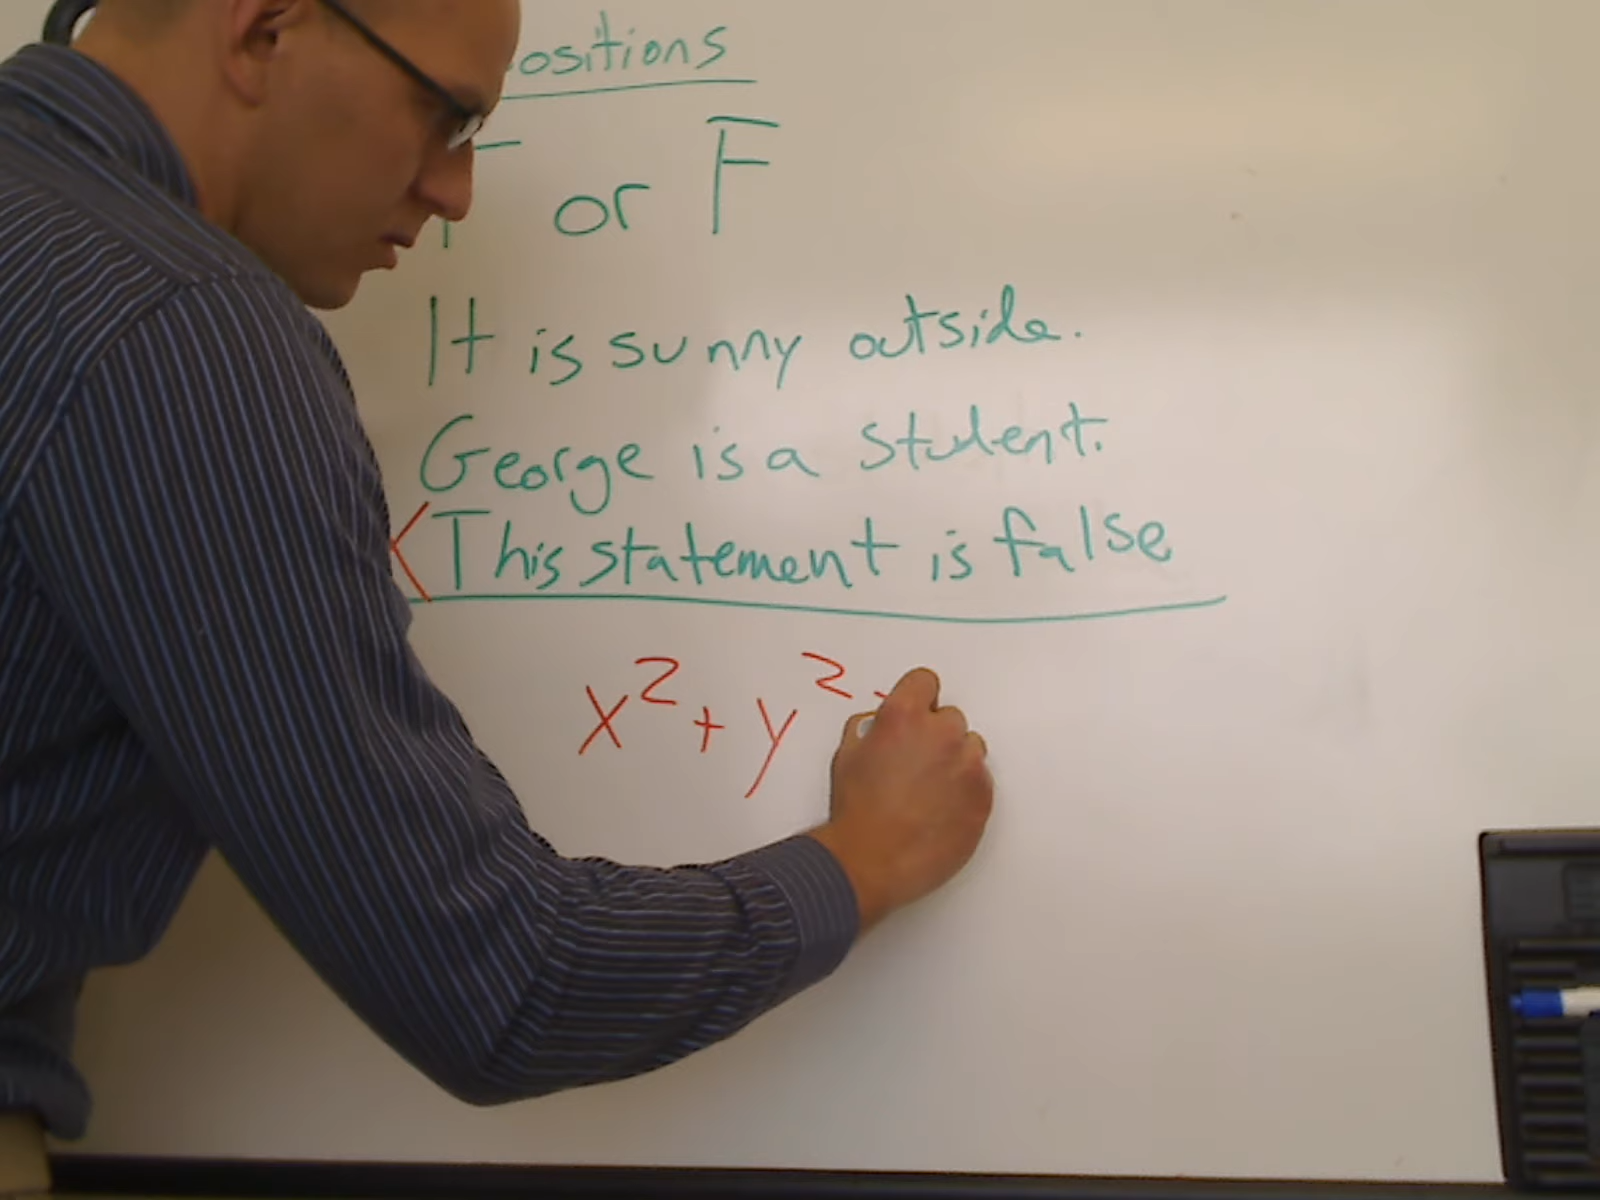 ositions
T or F
It is sunny outside.
George is a student.
This statement is false
x² + y²